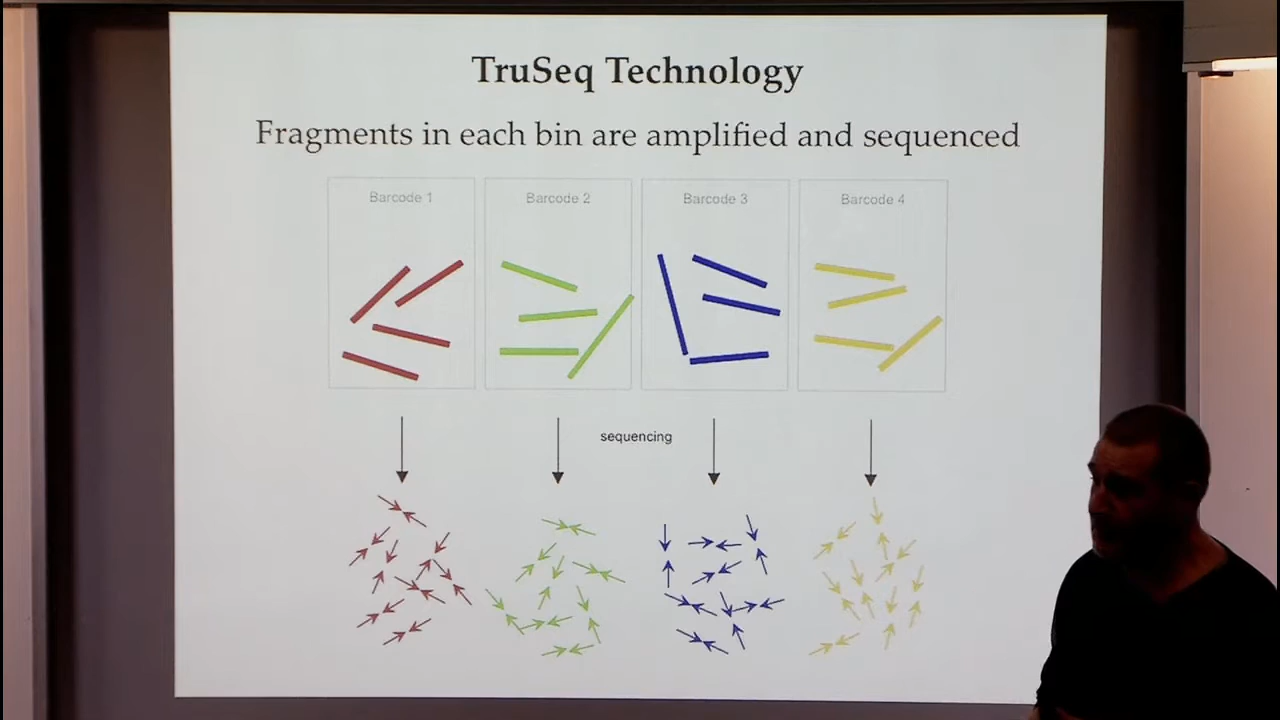 TruSeq Technology
Fragments in each bin are amplified and sequenced
Barcode 1
Barcode 2
Barcode 3
Barcode 4
sequencing